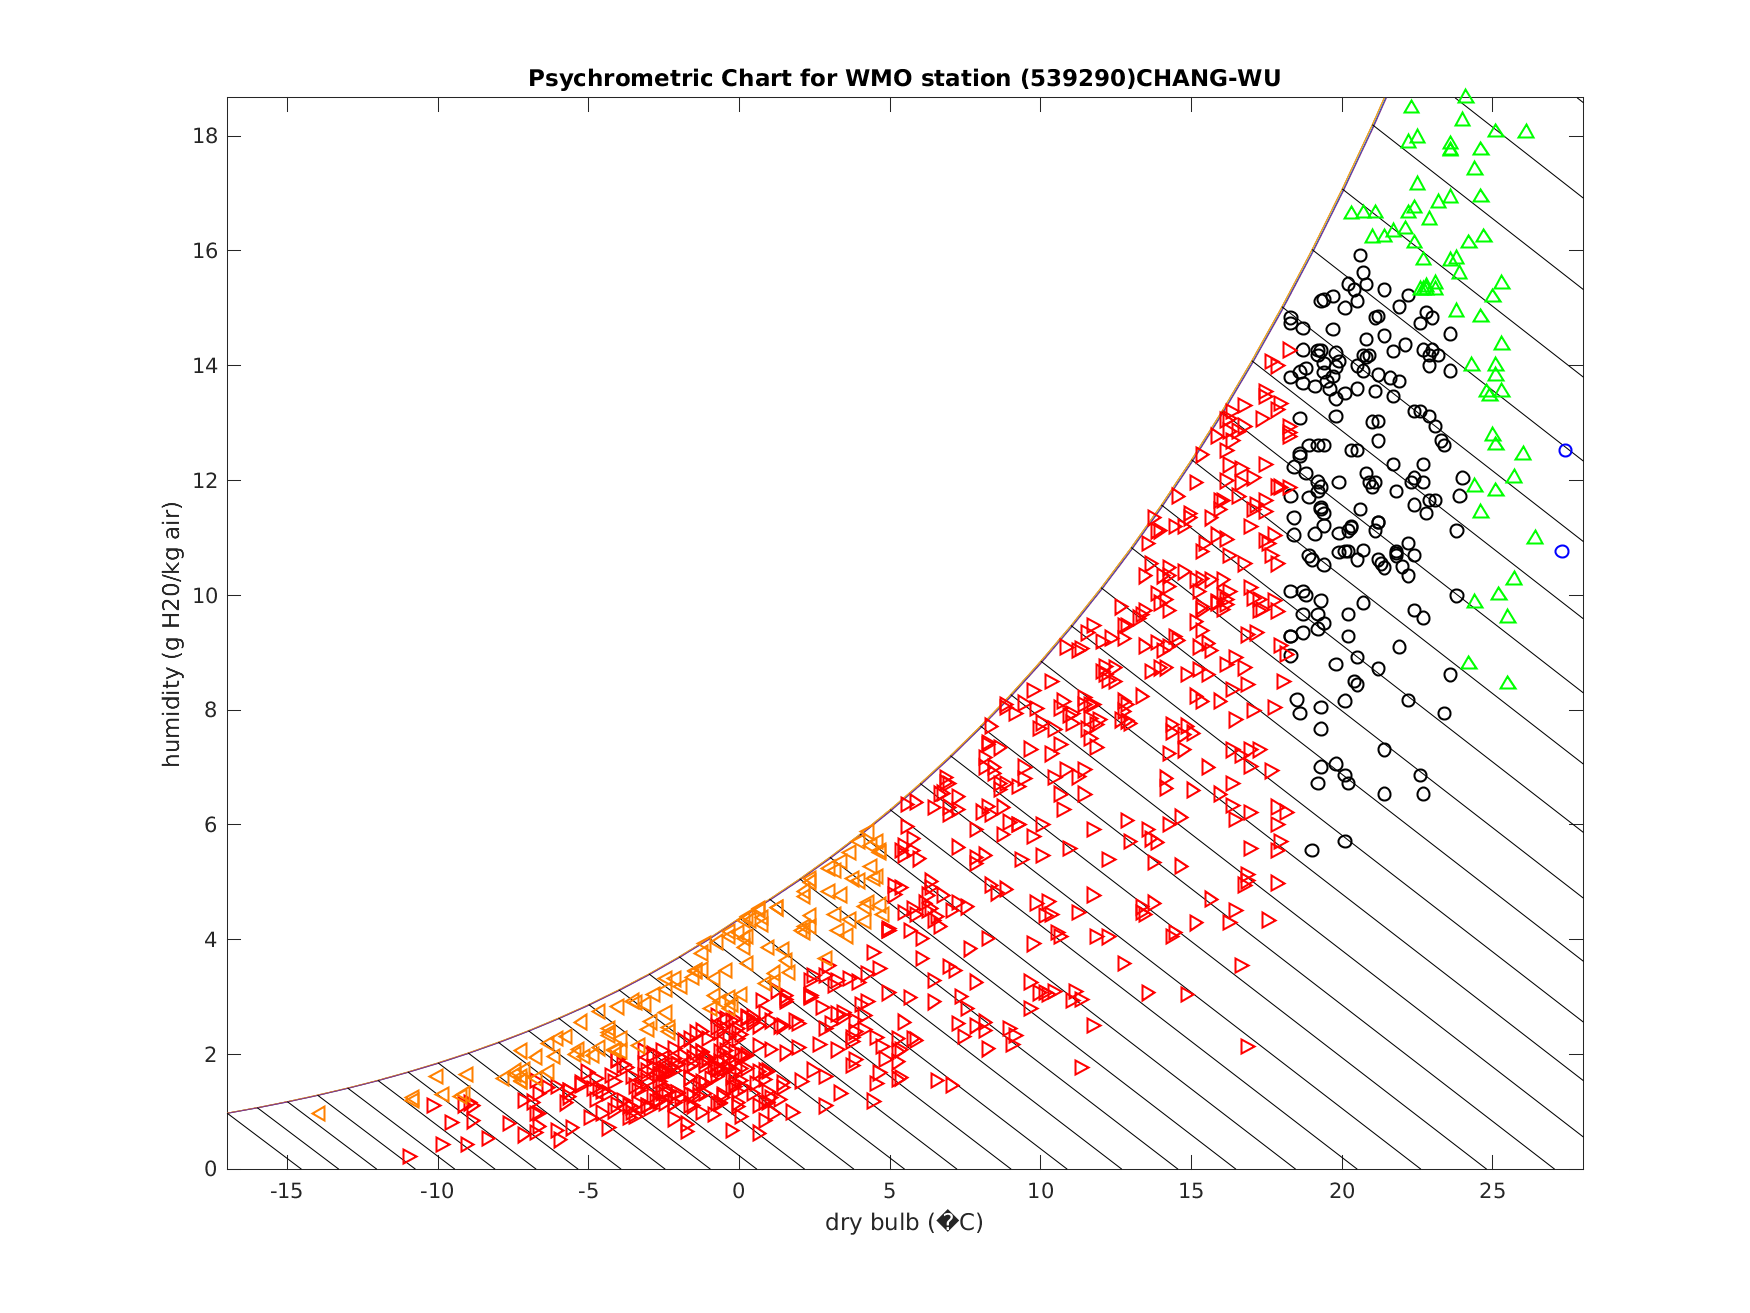 Psychrometric Chart for WMO station (539290)CHANG-WU
humidity (g H20/kg air)
18
16
14
12
10
8
6
4
2
0
-15 -10 -5 0 5 10 15 20 25
dry bulb (�C)